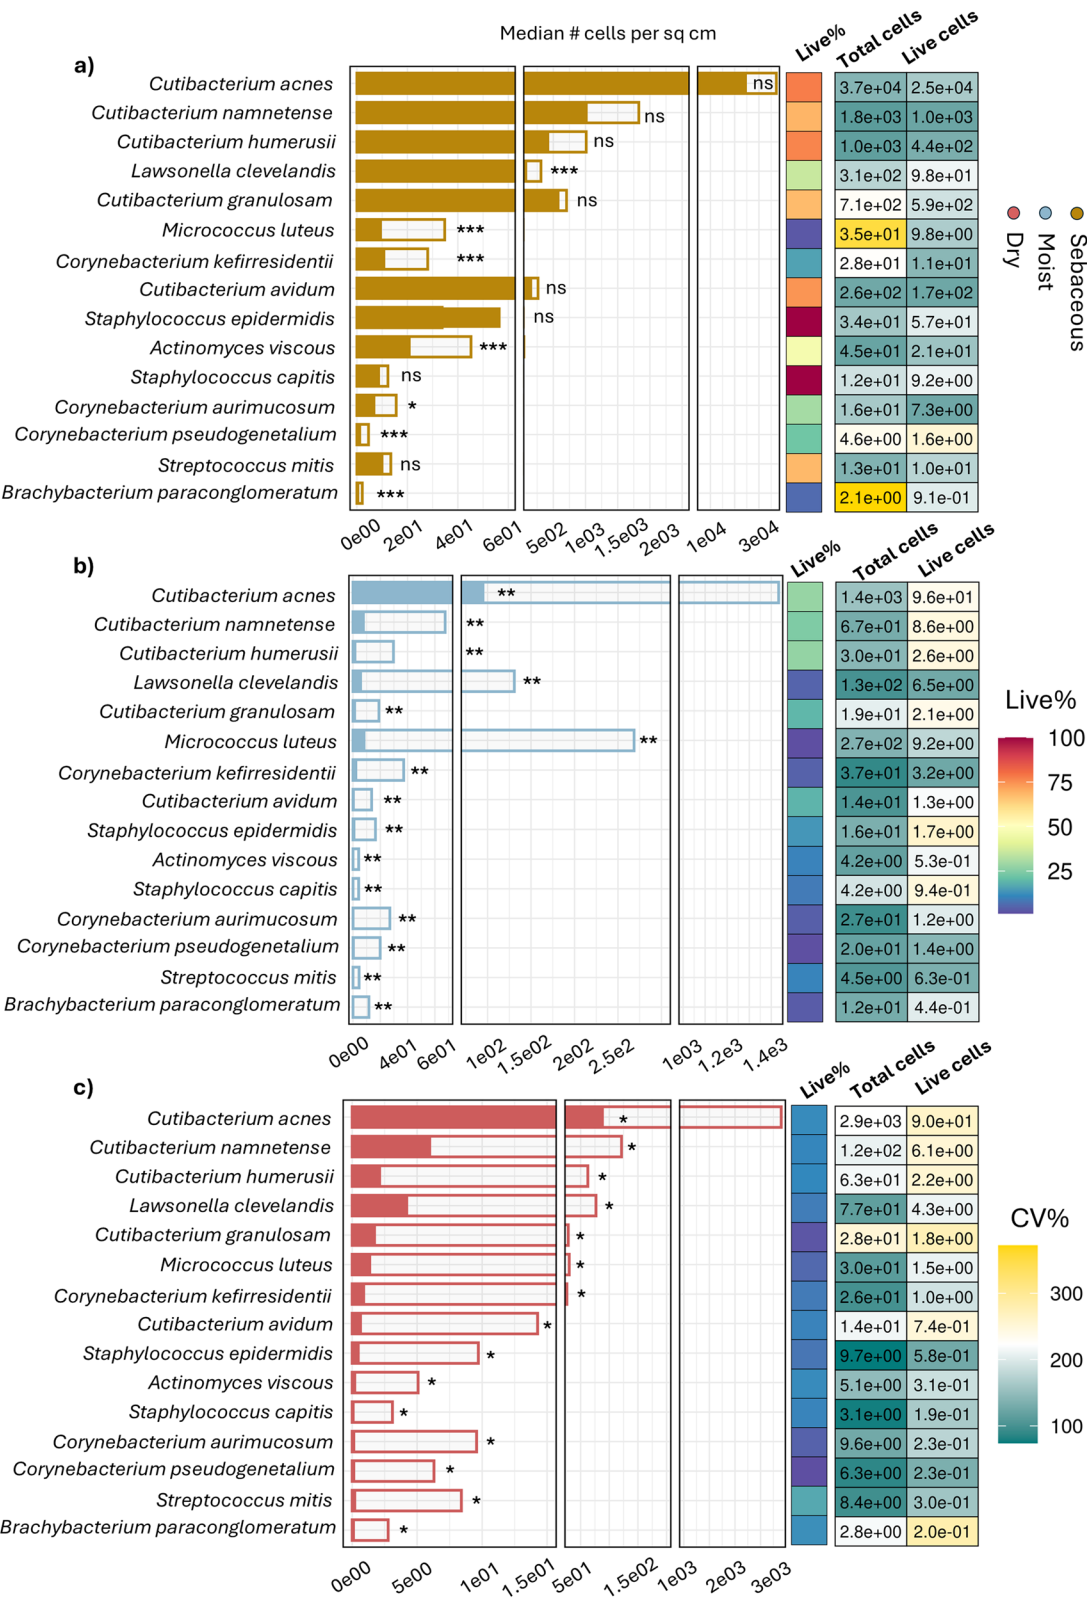 Median # cells per sq cm
Live% Total cells Live cells
a)
Cutibacterium acnes ns 3.7e+04 2.5e+04
Cutibacterium namnetense ns 1.8e+03 1.0e+03
Cutibacterium humerusii ns 1.0e+03 4.4e+02
Lawsonella clevelandis *** 3.1e+02 9.8e+01
Cutibacterium granulosam ns 7.1e+02 5.9e+02
Micrococcus luteus *** 3.5e+01 9.8e+00
Corynebacterium kefirresidentii *** 2.8e+01 1.1e+01
Cutibacterium avidum ns 2.6e+02 1.7e+02
Staphylococcus epidermidis ns 3.4e+01 5.7e+01
Actinomyces viscous *** 4.5e+01 2.1e+01
Staphylococcus capitis ns 1.2e+01 9.2e+00
Corynebacterium aurimucosum * 1.6e+01 7.3e+00
Corynebacterium pseudogenetalium *** 4.6e+00 1.6e+00
Streptococcus mitis ns 1.3e+01 1.0e+01
Brachybacterium paraconglomeratum *** 2.1e+00 9.1e-01
0e00 2e01 4e01 6e01 5e02 1e03 1.5e03 2e03 1e04 3e04
Sebaceous
Moist
Dry
b)
Live% Total cells Live cells
Cutibacterium acnes ** 1.4e+03 9.6e+01
Cutibacterium namnetense ** 6.7e+01 8.6e+00
Cutibacterium humerusii ** 3.0e+01 2.6e+00
Lawsonella clevelandis ** 1.3e+02 6.5e+00
Cutibacterium granulosam ** 1.9e+01 2.1e+00
Micrococcus luteus ** 2.7e+02 9.2e+00
Corynebacterium kefirresidentii ** 3.7e+01 3.2e+00
Cutibacterium avidum ** 1.4e+01 1.3e+00
Staphylococcus epidermidis ** 1.6e+01 1.7e+00
Actinomyces viscous ** 4.2e+00 5.3e-01
Staphylococcus capitis ** 4.2e+00 9.4e-01
Corynebacterium aurimucosum ** 2.7e+01 1.2e+00
Corynebacterium pseudogenetalium ** 2.0e+01 1.4e+00
Streptococcus mitis ** 4.5e+00 6.3e-01
Brachybacterium paraconglomeratum ** 1.2e+01 4.4e-01
0e00 4e01 6e01 1e02 1.5e02 2e02 2.5e2 1e03 1.2e3 1.4e3
Live%
100
75
50
25
c)
Live% Total cells Live cells
Cutibacterium acnes * 2.9e+03 9.0e+01
Cutibacterium namnetense * 1.2e+02 6.1e+00
Cutibacterium humerusii * 6.3e+01 2.2e+00
Lawsonella clevelandis * 7.7e+01 4.3e+00
Cutibacterium granulosam * 2.8e+01 1.8e+00
Micrococcus luteus * 3.0e+01 1.5e+00
Corynebacterium kefirresidentii * 2.6e+01 1.0e+00
Cutibacterium avidum * 1.4e+01 7.4e-01
Staphylococcus epidermidis * 9.7e+00 5.8e-01
Actinomyces viscous * 5.1e+00 3.1e-01
Staphylococcus capitis * 3.1e+00 1.9e-01
Corynebacterium aurimucosum * 9.6e+00 2.3e-01
Corynebacterium pseudogenetalium * 6.3e+00 2.3e-01
Streptococcus mitis * 8.4e+00 3.0e-01
Brachybacterium paraconglomeratum * 2.8e+00 2.0e-01
0e00 5e00 1e01 1.5e01 5e01 1.5e02 1e03 2e03 3e03
CV%
300
200
100